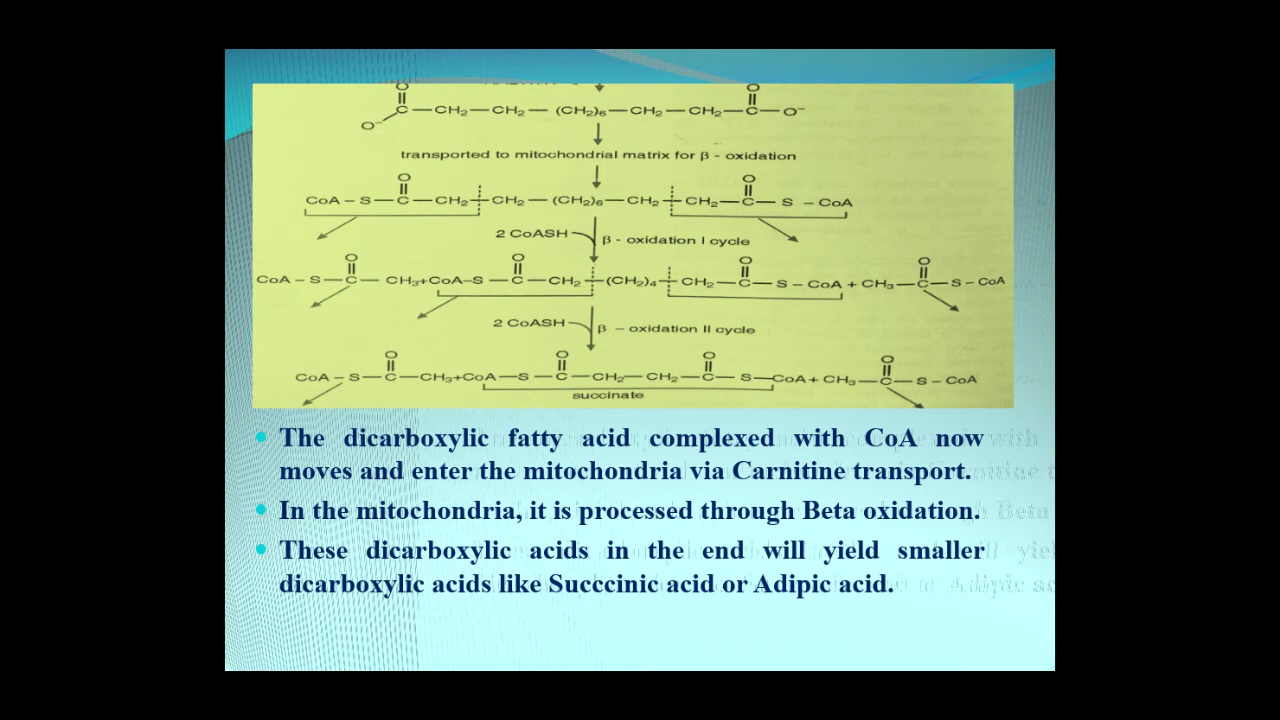 O O
O⁻ C—CH₂—CH₂—(CH₂)₆—CH₂—CH₂—C—O⁻
transported to mitochondrial matrix for β - oxidation
O O
CoA – S — C — CH₂ — CH₂ — (CH₂)₆ — CH₂ — CH₂ — C — S – CoA
2 CoASH β - oxidation I cycle
O O O O
CoA – S — C — CH₃+CoA–S — C — CH₂ — (CH₂)₄ — CH₂ — C — S – CoA + CH₃ — C — S – CoA
2 CoASH β – oxidation II cycle
O O O O
CoA – S — C — CH₃+CoA — S — C — CH₂ — CH₂ — C — S — CoA + CH₃ — C — S – CoA
succinate
• The dicarboxylic fatty acid complexed with CoA now
moves and enter the mitochondria via Carnitine transport.
• In the mitochondria, it is processed through Beta oxidation.
• These dicarboxylic acids in the end will yield smaller
dicarboxylic acids like Succcinic acid or Adipic acid.